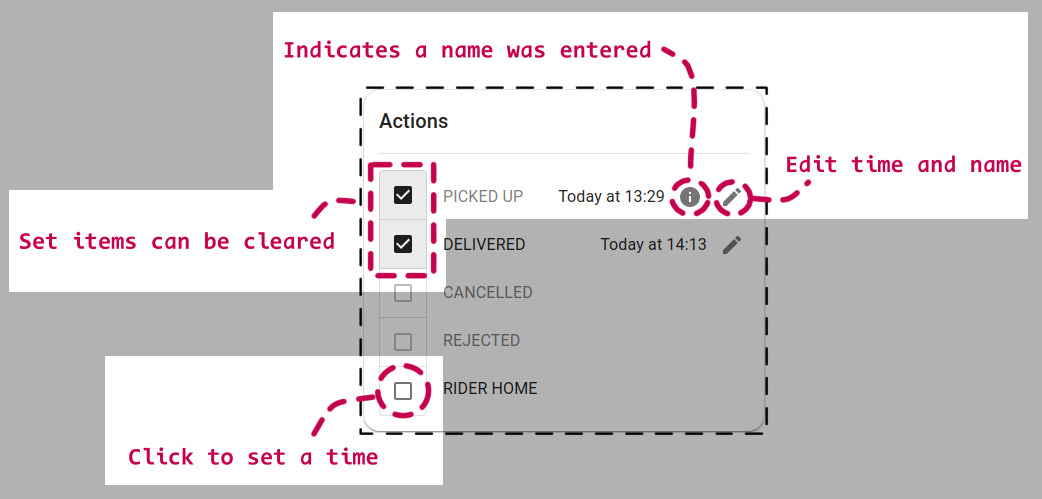 Indicates a name was entered
Actions
Edit time and name
PICKED UP Today at 13:29
Set items can be cleared
DELIVERED Today at 14:13
CANCELLED
REJECTED
RIDER HOME
Click to set a time